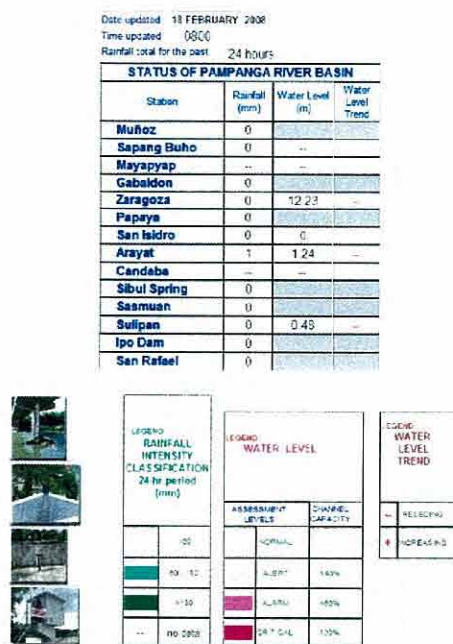 Date updated 18 FEBRUARY 2008
Time updated 0800
Rainfall total for the past 24 hours
STATUS OF PAMPANGA RIVER BASIN
Station Rainfall (mm) Water Level (m) Water Level Trend
Muñoz 0
Sapang Buho 0 --
Mayapyap -- --
Gabaldon 0
Zaragoza 0 12.23 --
Papaya 0
San Isidro 0 0
Arayat 1 1.24 --
Candaba -- --
Sibul Spring 0
Sasmuan 0
Sulipan 0 0.48 --
Ipo Dam 0
San Rafael 0
LEGEND
RAINFALL
INTENSITY
CLASSIFICATION
24 hr period
(mm)
no data
LEGEND
WATER LEVEL
ASSESSMENT LEVELS CHANNEL CAPACITY
NORMAL
ALERT
ALARM
CRITICAL 100%
LEGEND
WATER
LEVEL
TREND
-- RECEDING
+ INCREASING